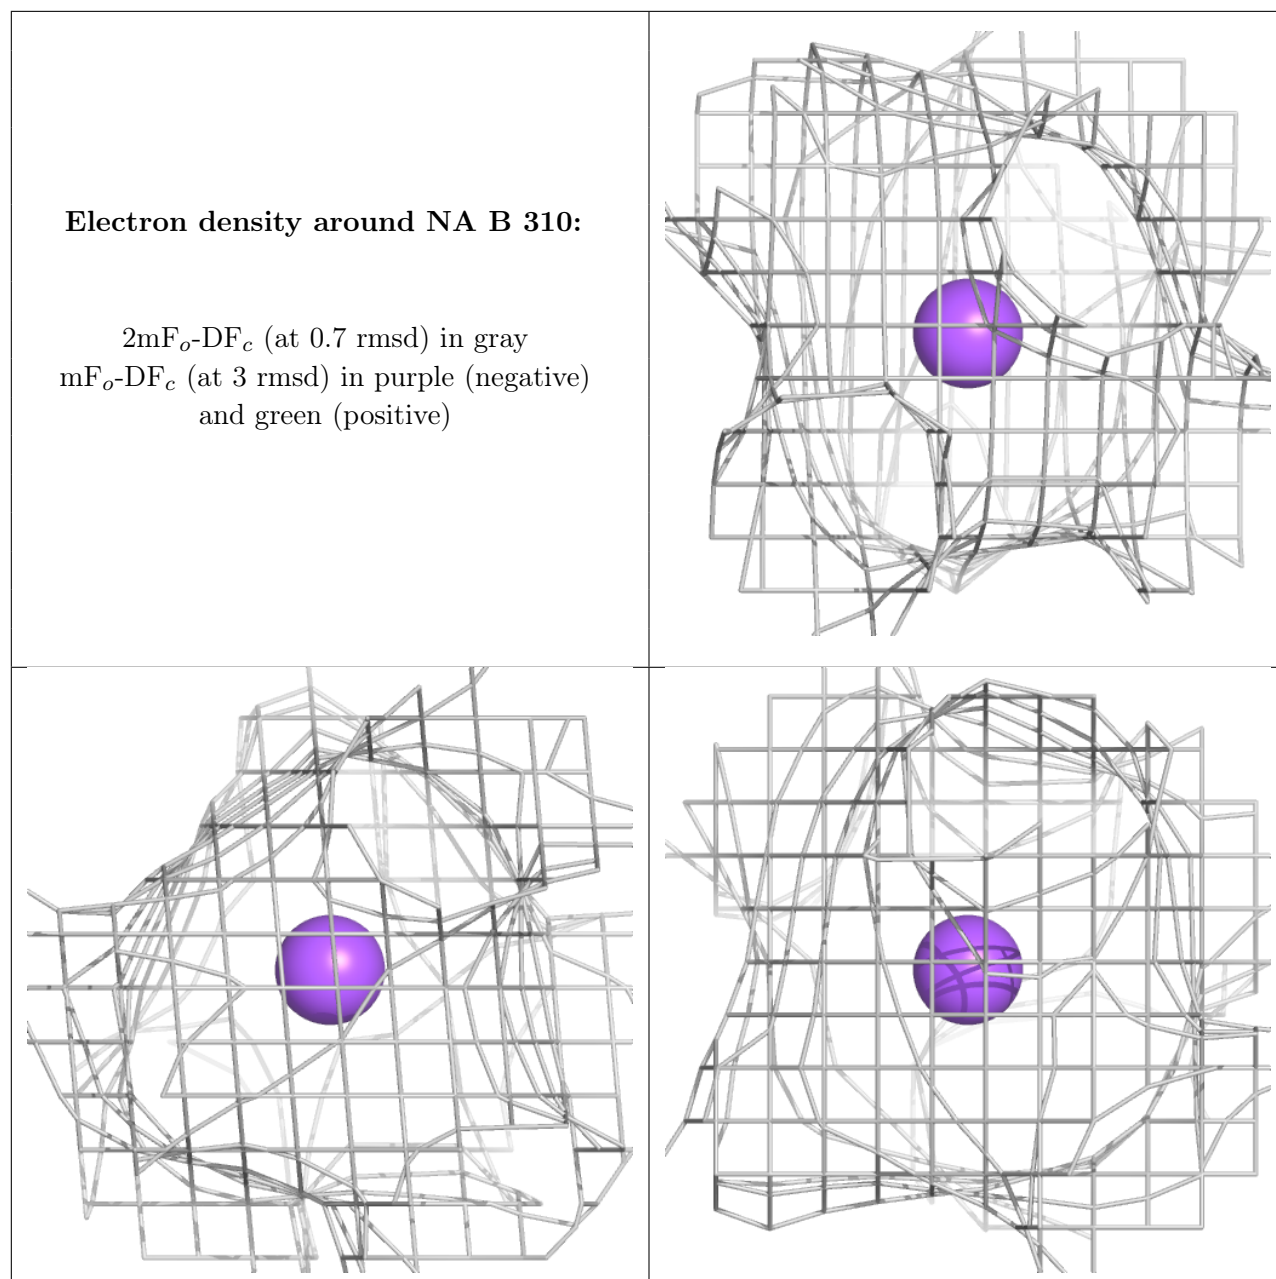 Electron density around NA B 310:
2mFo-DFc (at 0.7 rmsd) in gray
mFo-DFc (at 3 rmsd) in purple (negative)
and green (positive)